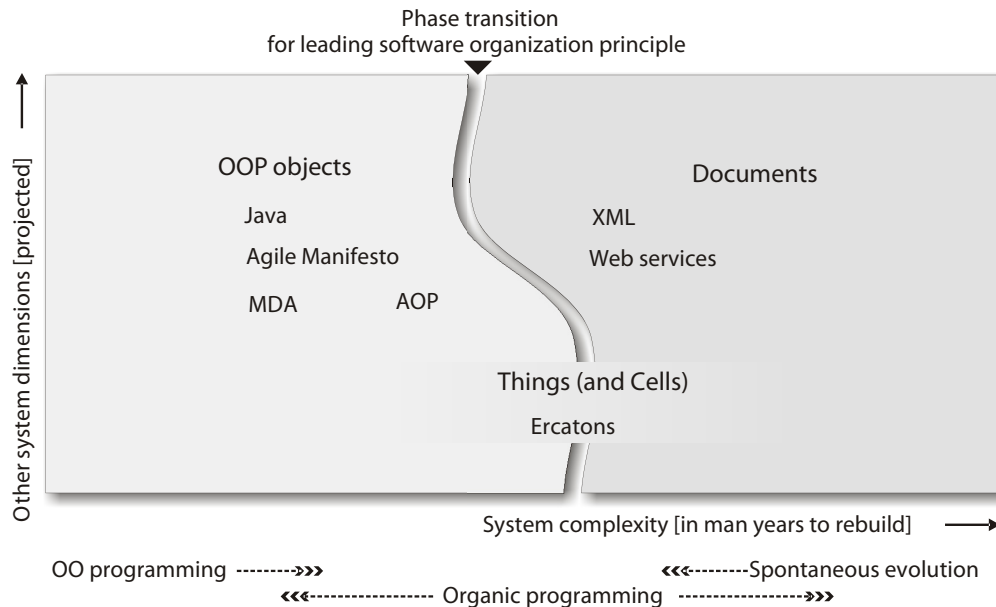 Phase transition
for leading software organization principle
Other system dimensions [projected]
OOP objects
Java
Agile Manifesto
MDA
AOP
Documents
XML
Web services
Things (and Cells)
Ercatons
System complexity [in man years to rebuild]
OO programming
Spontaneous evolution
Organic programming